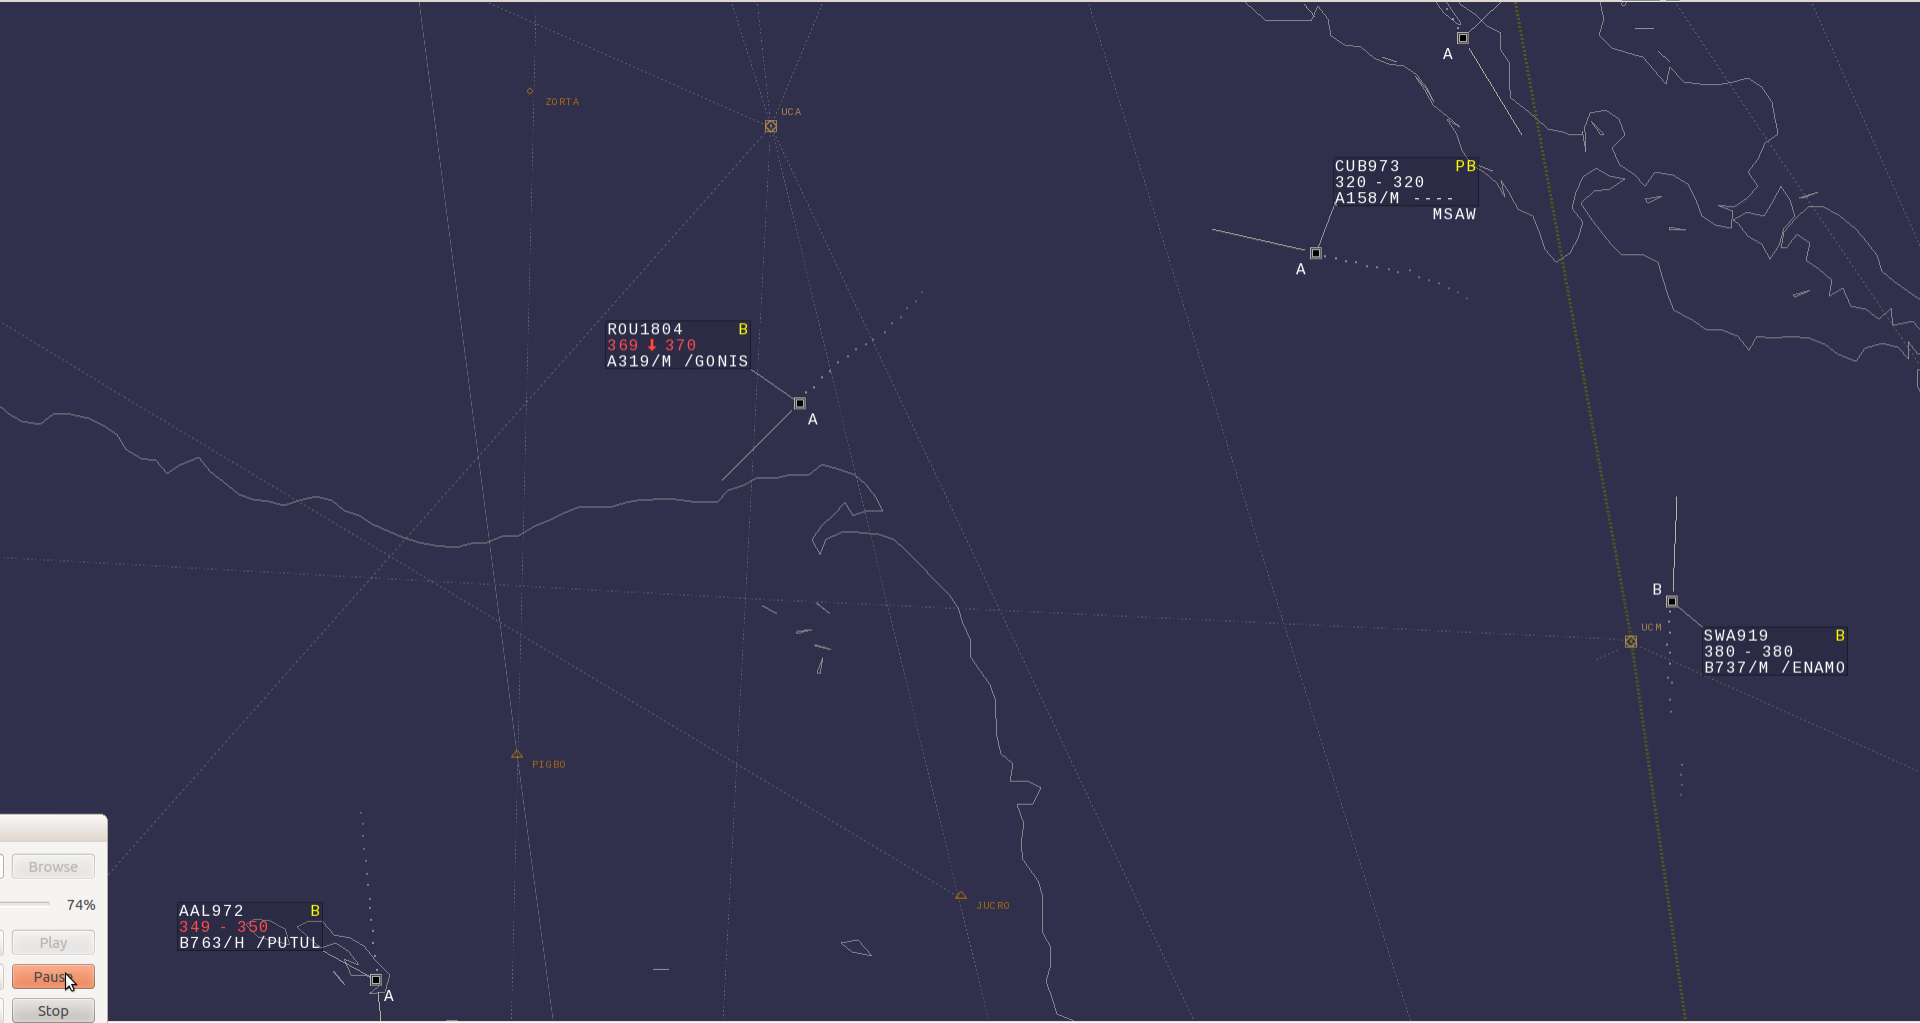 A
ZORTA
UCA
CUB973 PB
320 - 320
A158/M ----
MSAW
A
ROU1804 B
369 ↓ 370
A319/M /GONIS
A
B
UCM
SWA919 B
380 - 380
B737/M /ENAMO
PIGBO
Browse
74%
JUCRO
AAL972 B
349 - 350
B763/H /PUTUL
Play
Pause
A
Stop